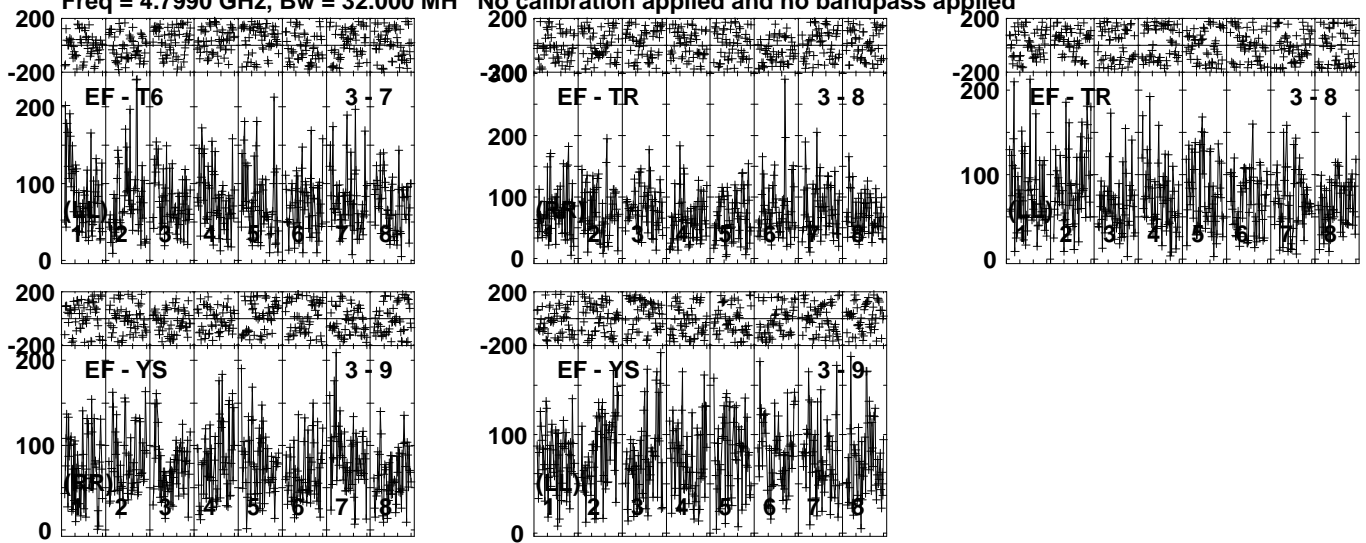 Freq = 4.7990 GHz, Bw = 32.000 MH No calibration applied and no bandpass applied
200
-200
200
100
0
EF - T6 3 - 7
(LL)
1 2 3 4 5 6 7 8
200
-200
300
200
100
0
EF - TR 3 - 8
(RR)
1 2 3 4 5 6 7 8
200
-200
200
100
0
EF - TR 3 - 8
(LL)
1 2 3 4 5 6 7 8
200
-200
200
100
0
EF - YS 3 - 9
(RR)
1 2 3 4 5 6 7 8
200
-200
100
0
EF - YS 3 - 9
(LL)
1 2 3 4 5 6 7 8